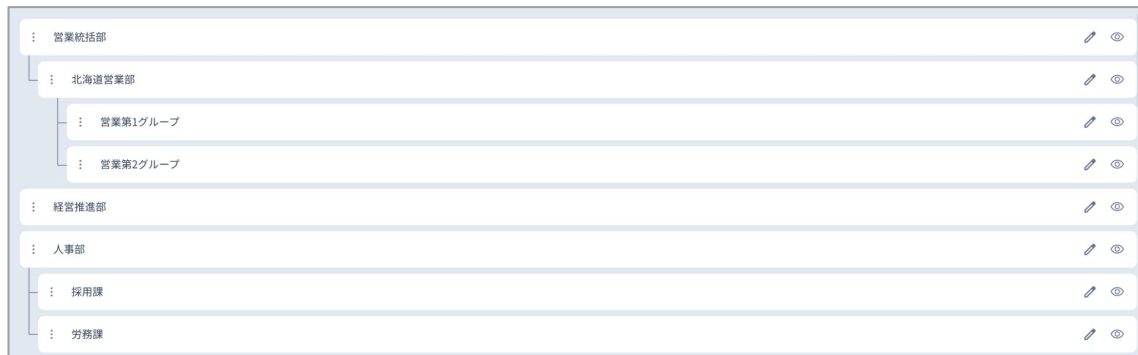 営業統括部
北海道営業部
営業第1グループ
営業第2グループ
経営推進部
人事部
採用課
労務課